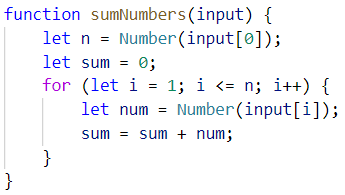 function sumNumbers(input) {
    let n = Number(input[0]);
    let sum = 0;
    for (let i = 1; i <= n; i++) {
        let num = Number(input[i]);
        sum = sum + num;
    }
}